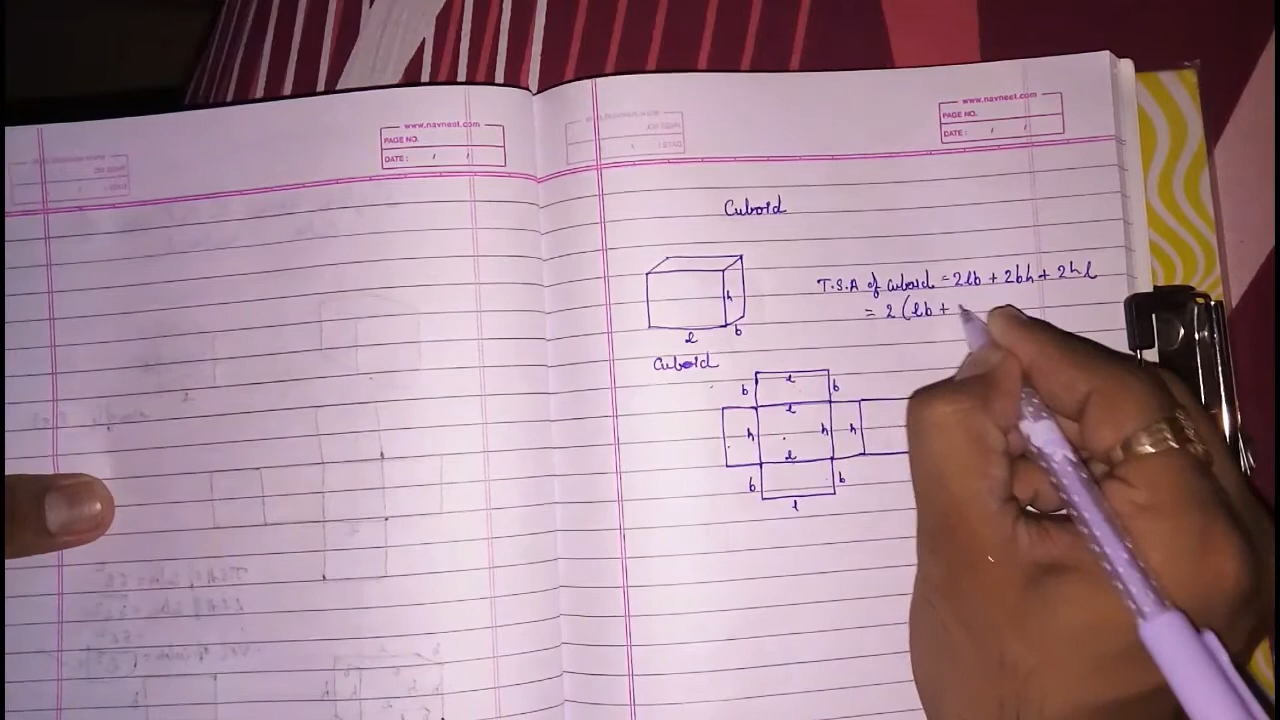 www.navneet.com
PAGE NO.
DATE : / /
www.navneet.com
PAGE NO.
DATE : / /
Cuboid
T.S.A of cuboid = 2lb + 2bh + 2hl
= 2 (lb +
h
b
l
Cuboid
l
b
b
l
h
h
h
l
b
b
l